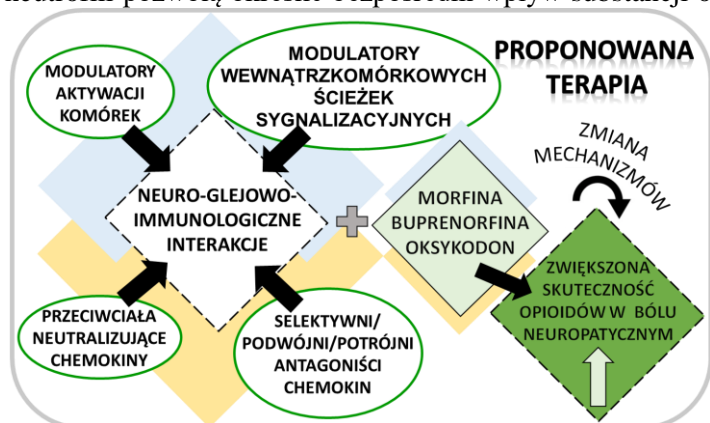 MODULATORY
AKTYWACJI
KOMÓREK
MODULATORY
WEWNĄTRZKOMÓRKOWYCH
ŚCIEŻEK
SYGNALIZACYJNYCH
PROPONOWANA
TERAPIA
ZMIANA
MECHANIZMÓW
NEURO-GLEJOWO-
IMMUNOLOGICZNE
INTERAKCJE
MORFINA
BUPRENORFINA
OKSYKODON
ZWIĘKSZONA
SKUTECZNOŚĆ
OPIOIDÓW W BÓLU
NEUROPATYCZNYM
PRZECIWCIAŁA
NEUTRALIZUJĄCE
CHEMOKINY
SELEKTYWNI/
PODWÓJNI/POTRÓJNI
ANTAGONIŚCI
CHEMOKIN